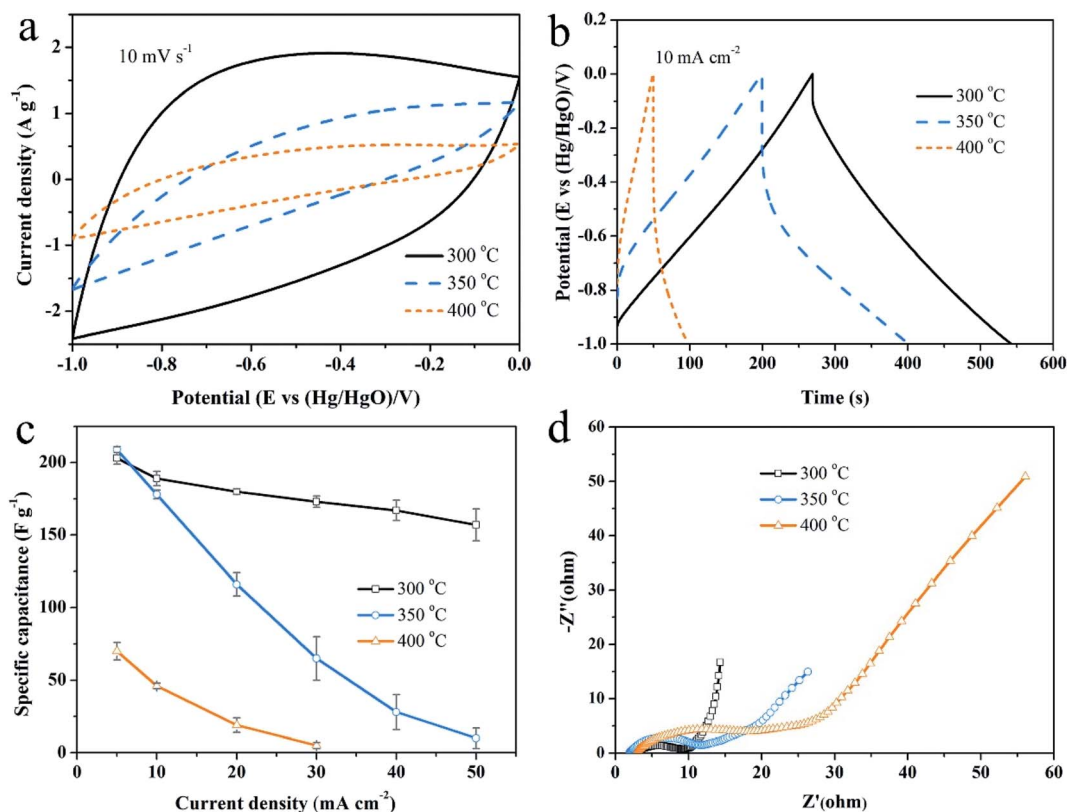 a
10 mV s⁻¹
Current density (A g⁻¹)
2
1
0
-1
-2
300 °C
350 °C
400 °C
-1.0
-0.8
-0.6
-0.4
-0.2
0.0
Potential (E vs (Hg/HgO)/V)
b
10 mA cm⁻²
Potential (E vs (Hg/HgO)/V)
0.0
-0.2
-0.4
-0.6
-0.8
-1.0
300 °C
350 °C
400 °C
0
100
200
300
400
500
600
Time (s)
c
Specific capacitance (F g⁻¹)
200
150
100
50
0
300 °C
350 °C
400 °C
0
10
20
30
40
50
Current density (mA cm⁻²)
d
-Z''(ohm)
60
50
40
30
20
10
0
300 °C
350 °C
400 °C
0
10
20
30
40
50
60
Z'(ohm)